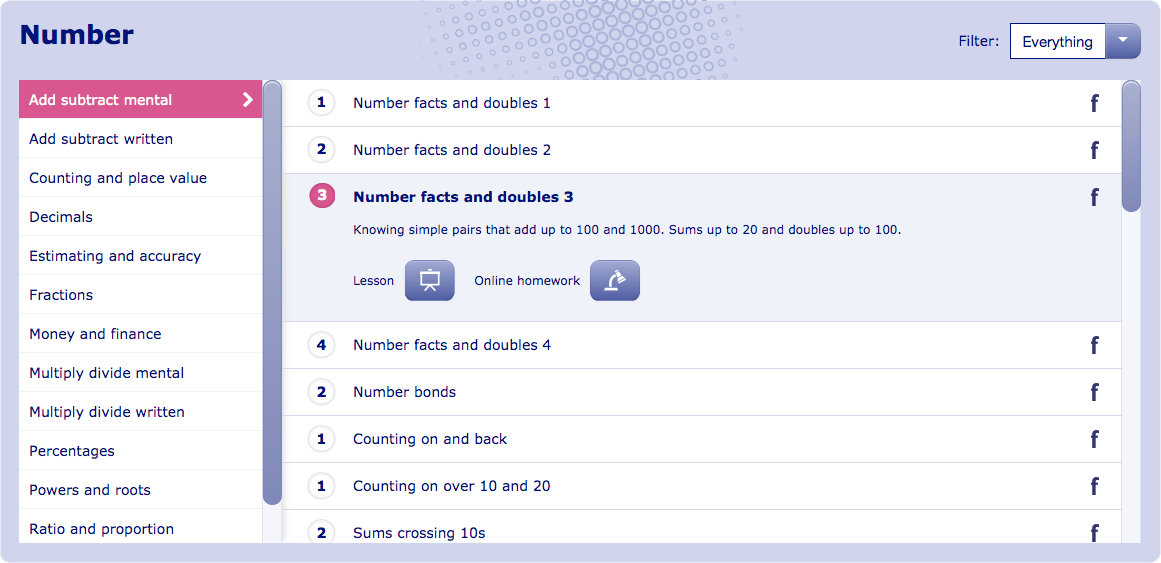 Number
Filter: Everything
Add subtract mental
Add subtract written
Counting and place value
Decimals
Estimating and accuracy
Fractions
Money and finance
Multiply divide mental
Multiply divide written
Percentages
Powers and roots
Ratio and proportion
1 Number facts and doubles 1 f
2 Number facts and doubles 2 f
3 Number facts and doubles 3 f
Knowing simple pairs that add up to 100 and 1000. Sums up to 20 and doubles up to 100.
Lesson Online homework
4 Number facts and doubles 4 f
2 Number bonds f
1 Counting on and back f
1 Counting on over 10 and 20 f
2 Sums crossing 10s f